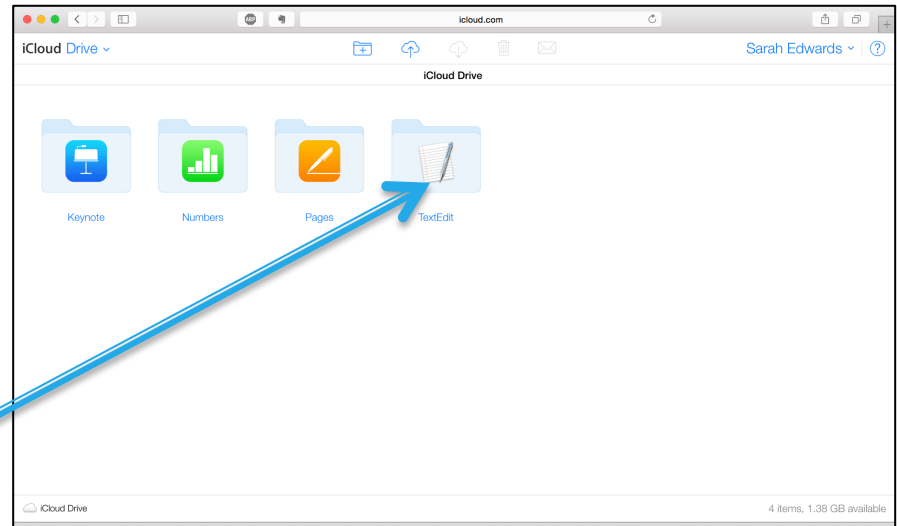 ABP icloud.com
iCloud Drive Sarah Edwards ?
iCloud Drive
Keynote Numbers Pages TextEdit
iCloud Drive 4 items, 1.38 GB available